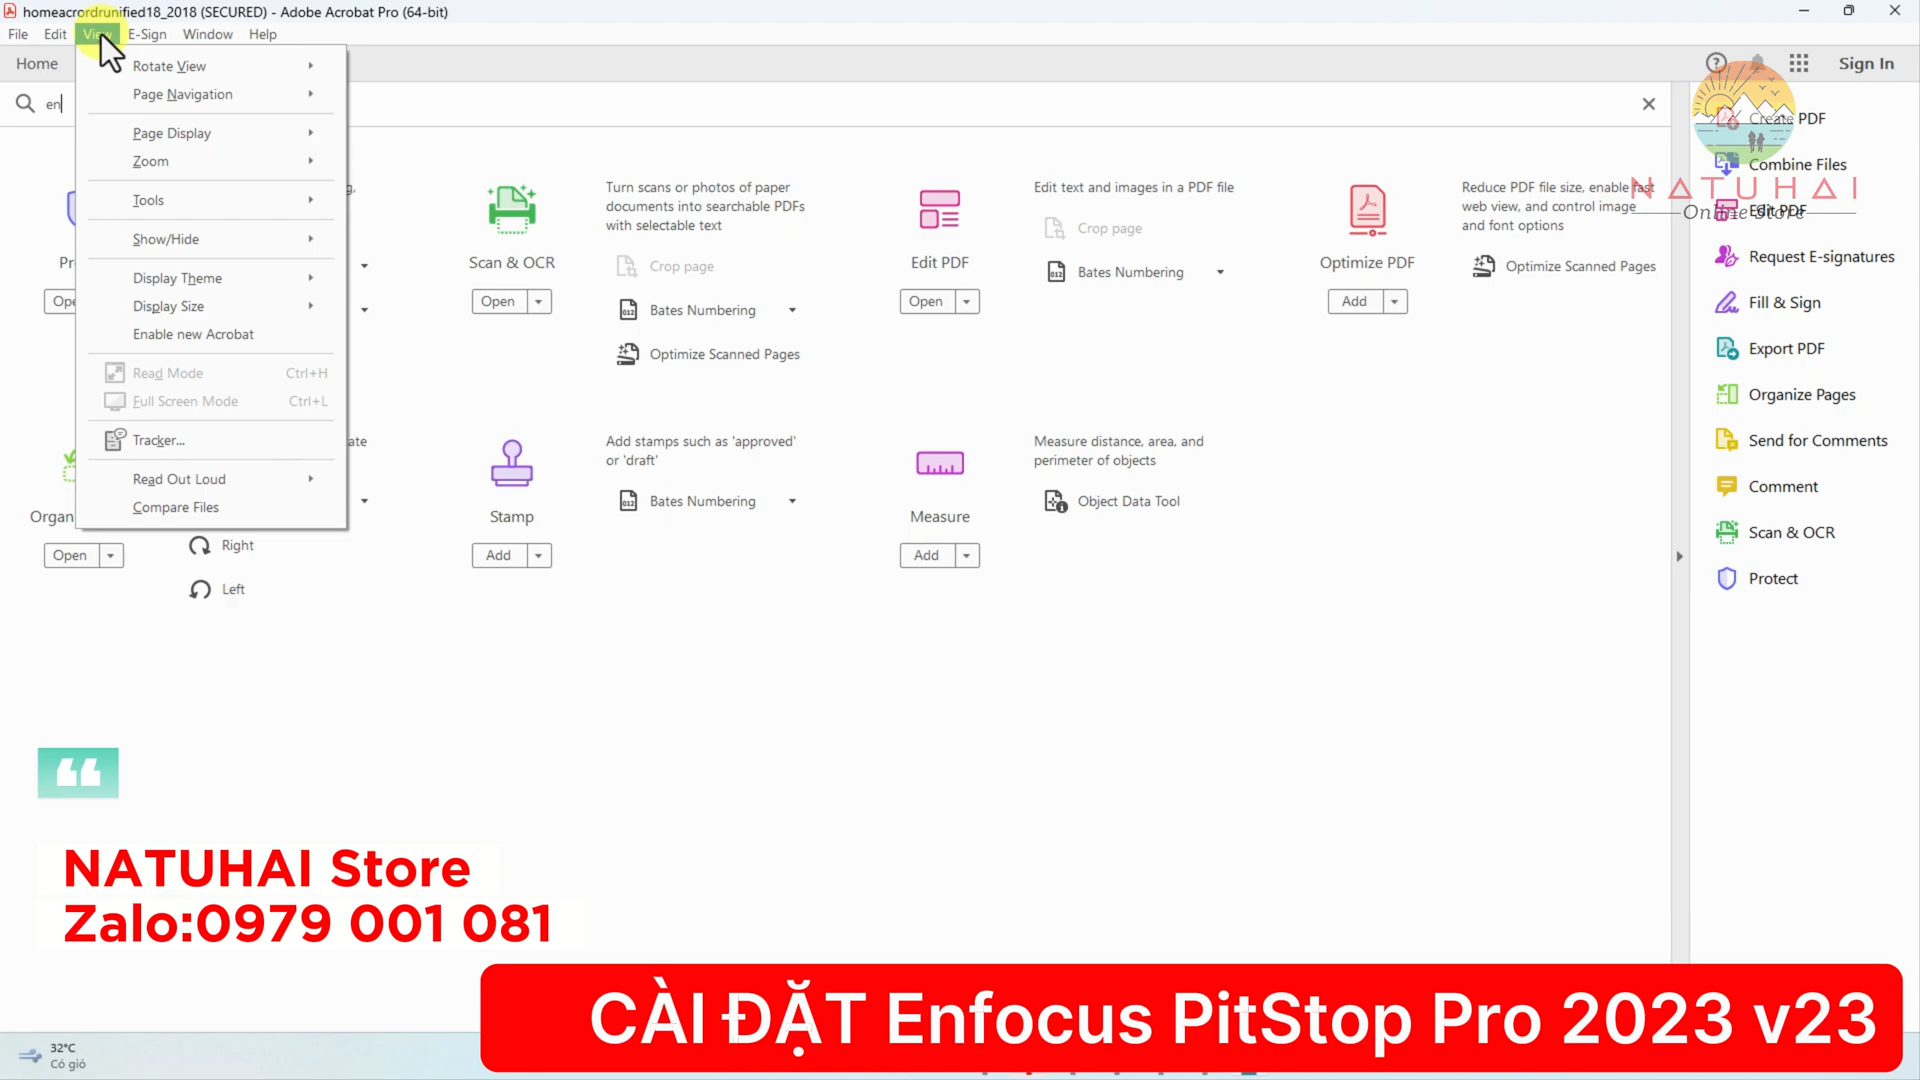 homeacrordrunified18_2018 (SECURED) - Adobe Acrobat Pro (64-bit)
File Edit View E-Sign Window Help
Home
Sign In
en
Rotate View
Page Navigation
Page Display
Zoom
Tools
Show/Hide
Display Theme
Display Size
Enable new Acrobat
Read Mode Ctrl+H
Full Screen Mode Ctrl+L
Tracker...
Read Out Loud
Compare Files
Scan & OCR
Open
Turn scans or photos of paper
documents into searchable PDFs
with selectable text
Crop page
Bates Numbering
Optimize Scanned Pages
Edit PDF
Open
Edit text and images in a PDF file
Crop page
Bates Numbering
Optimize PDF
Add
Reduce PDF file size, enable fast
web view, and control image
and font options
Optimize Scanned Pages
Open
Right
Left
Stamp
Add
Add stamps such as 'approved'
or 'draft'
Bates Numbering
Measure
Add
Measure distance, area, and
perimeter of objects
Object Data Tool
Create PDF
Combine Files
Edit PDF
Request E-signatures
Fill & Sign
Export PDF
Organize Pages
Send for Comments
Comment
Scan & OCR
Protect
NATUHAI
Online Store
NATUHAI Store
Zalo:0979 001 081
CÀI ĐẶT Enfocus PitStop Pro 2023 v23
32°C
Có gió